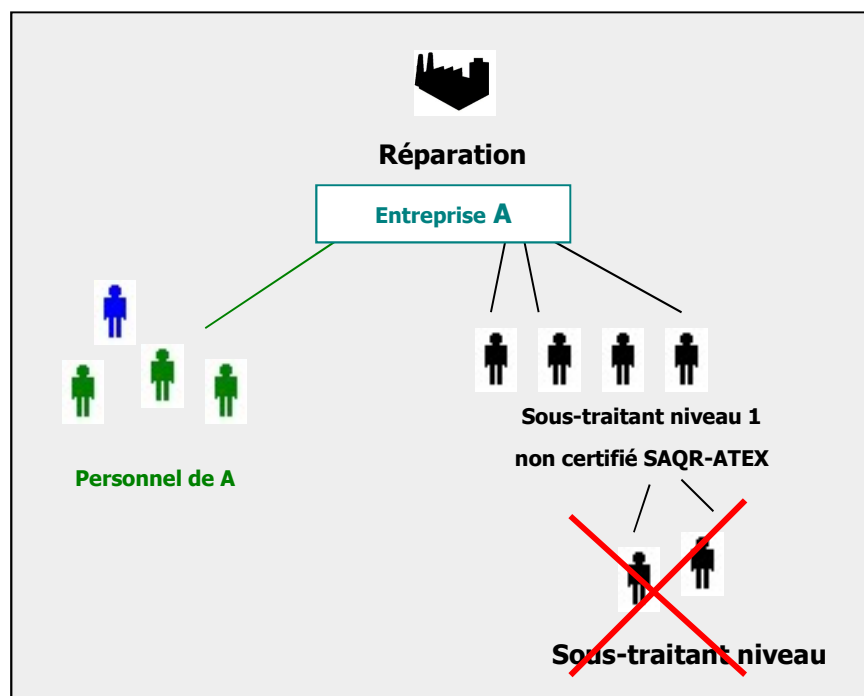 Réparation
Entreprise A
Sous-traitant niveau 1
non certifié SAQR-ATEX
Personnel de A
Sous-traitant niveau